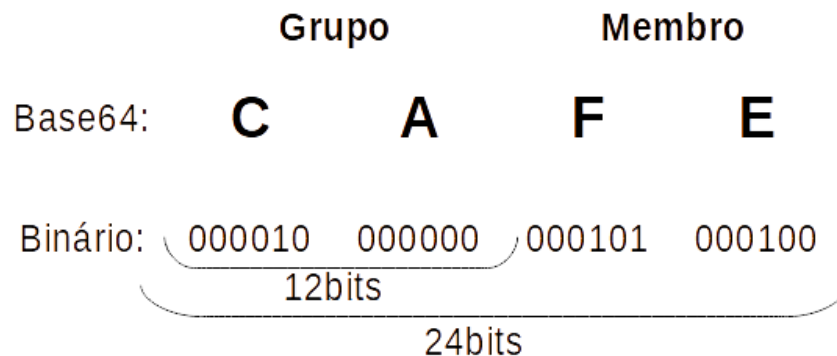 Grupo Membro
Base64: C A F E
Binário: 000010 000000 000101 000100
12bits
24bits